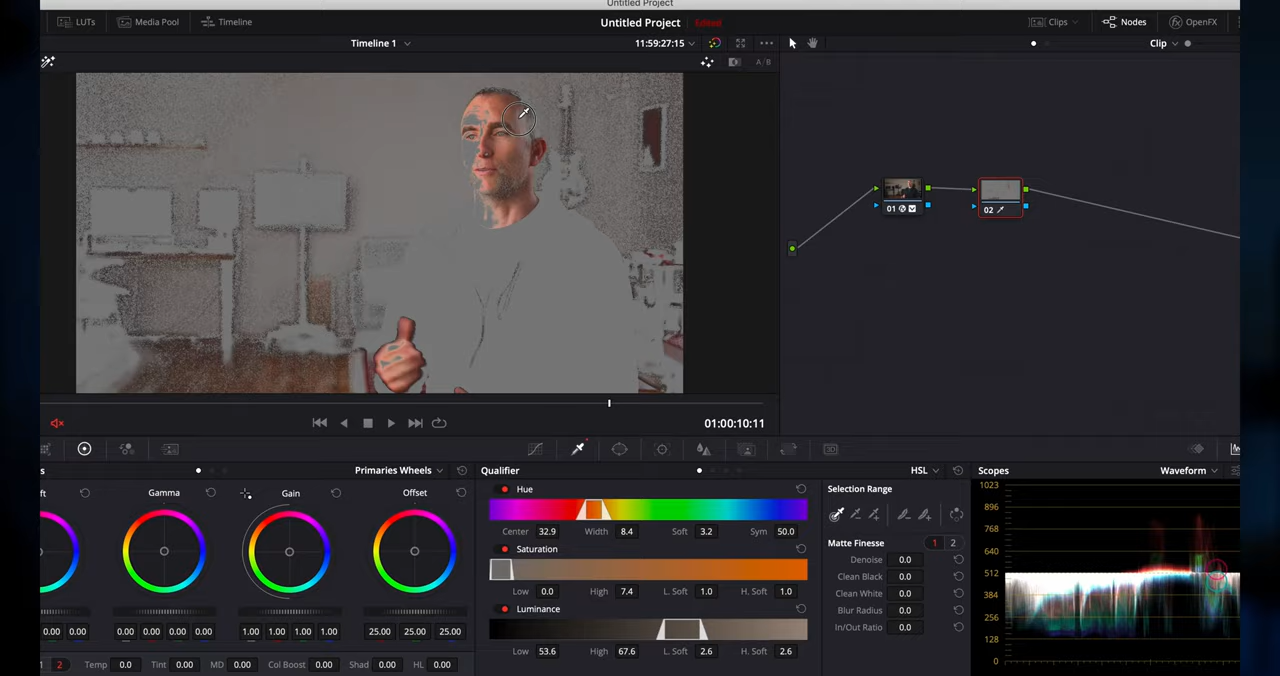 Untitled Project
LUTs Media Pool Timeline Untitled Project Edited Clips Nodes OpenFX
Timeline 1 11:59:27:15 Clip
A/B
01 02
01:00:10:11
3D
s Primaries Wheels Qualifier HSL Scopes Waveform
ft Gamma Gain Offset
Hue
Center 32.9 Width 8.4 Soft 3.2 Sym 50.0
Saturation
Low 0.0 High 7.4 L. Soft 1.0 H. Soft 1.0
Luminance
Low 53.6 High 67.6 L. Soft 2.6 H. Soft 2.6
Selection Range
Matte Finesse 1 2
Denoise 0.0
Clean Black 0.0
Clean White 0.0
Blur Radius 0.0
In/Out Ratio 0.0
1023
896
768
640
512
384
256
128
0
0.00 0.00 0.00 0.00 0.00 0.00 1.00 1.00 1.00 1.00 25.00 25.00 25.00
1 2 Temp 0.0 Tint 0.00 MD 0.00 Col Boost 0.00 Shad 0.00 HL 0.00